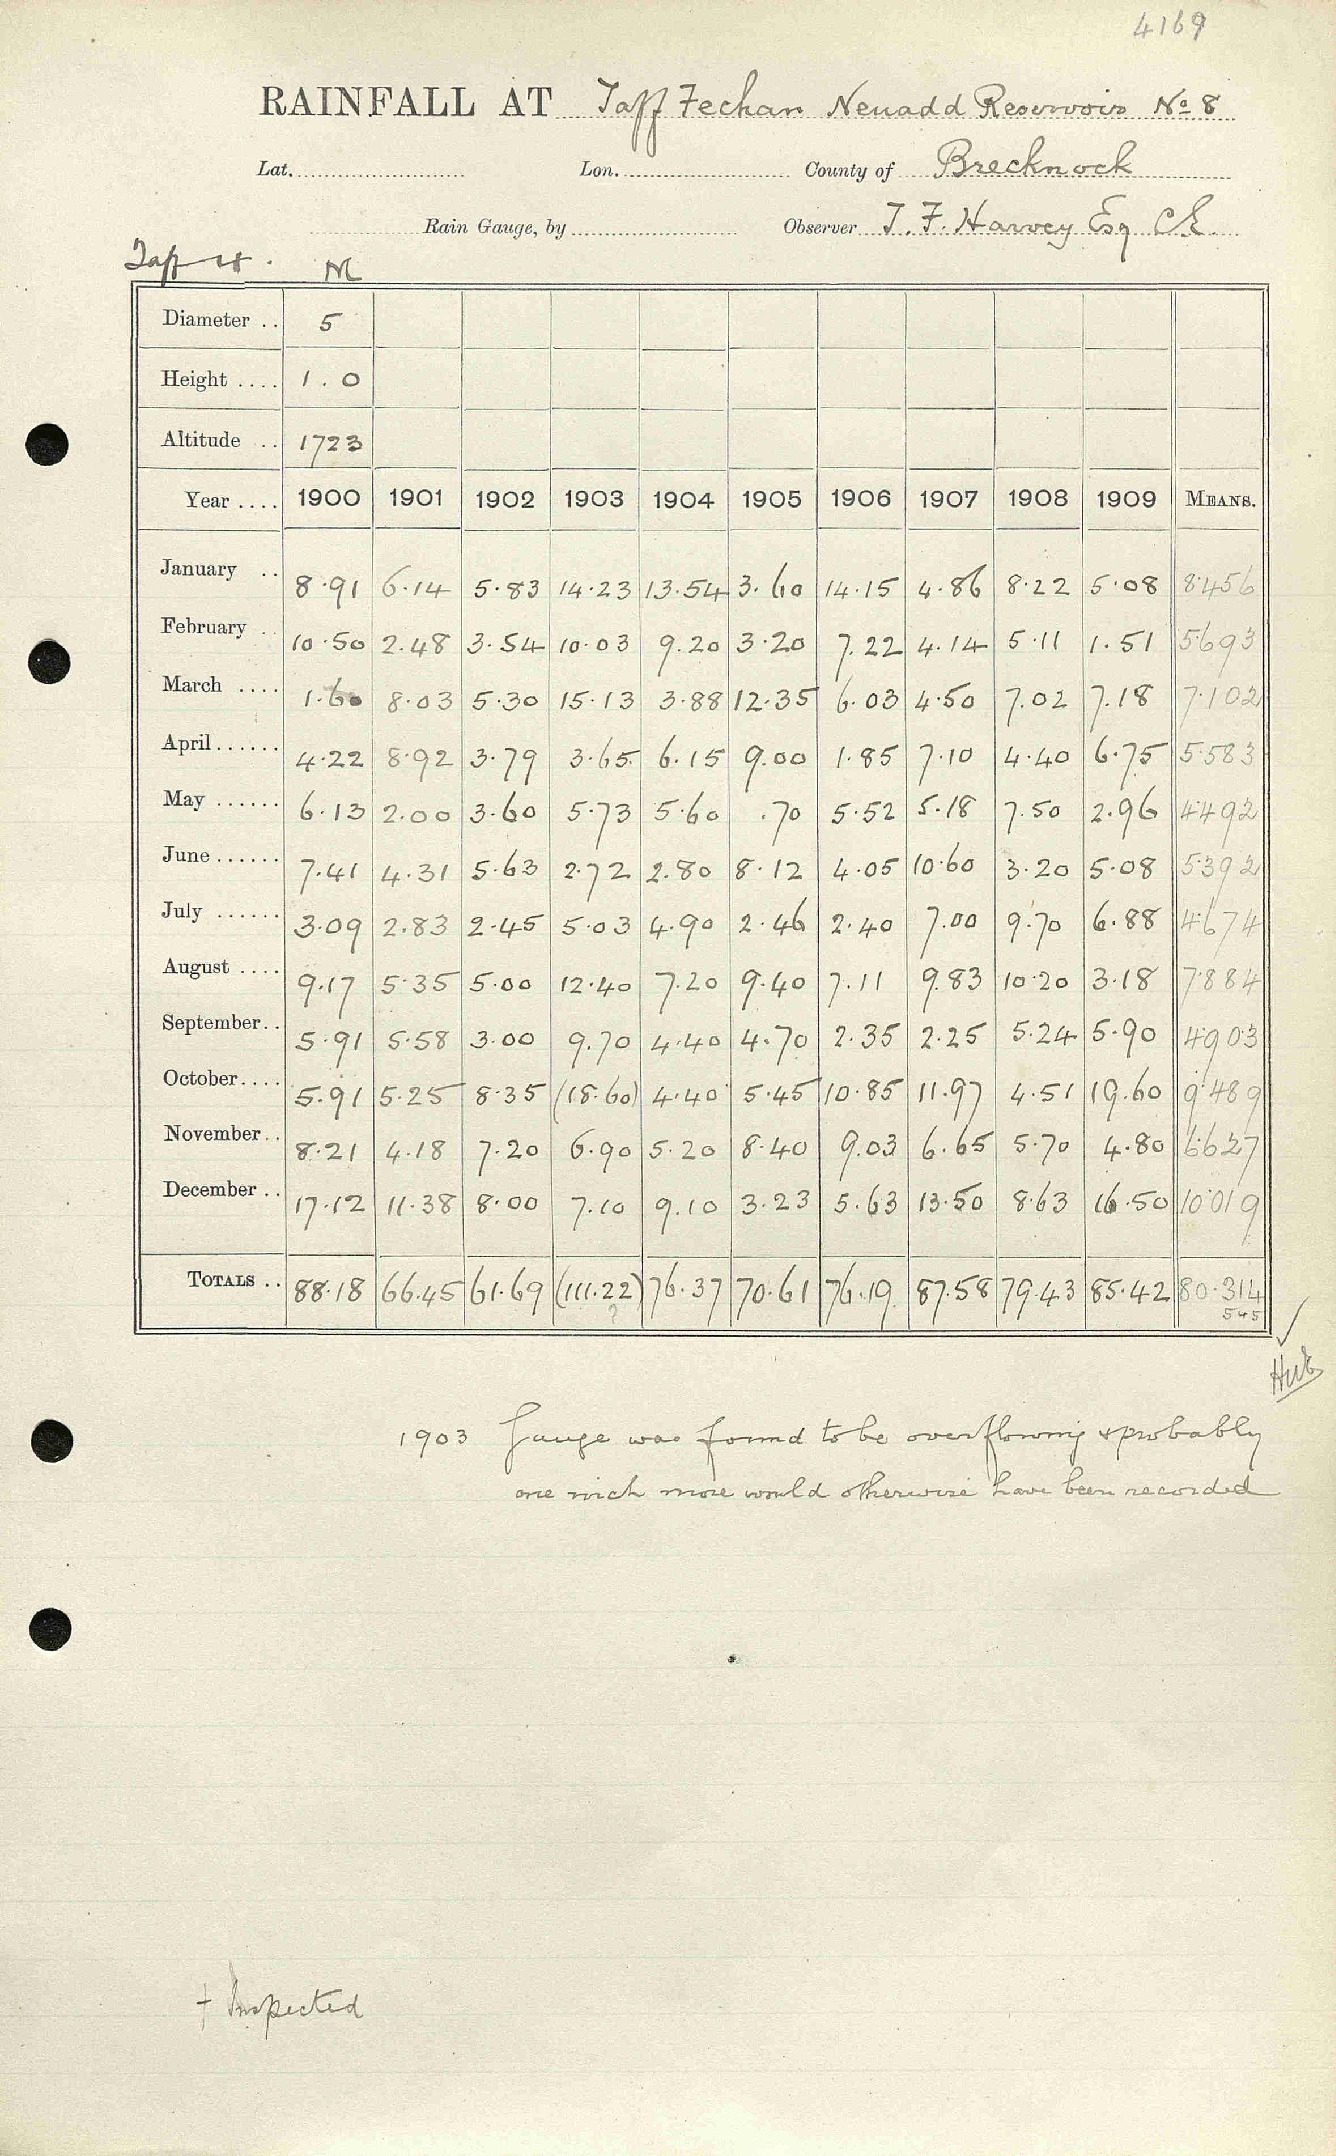 4169
RAINFALL AT Taff Fechan Neuadd Reservoir No 8
Lat. Lon. County of Brecknock
Rain Gauge, by Observer T. F. Harvey Esq CE.
M
Diameter .. 5
Height .... 1.0
Altitude .. 1723
Year .... 1900 1901 1902 1903 1904 1905 1906 1907 1908 1909 MEANS.
January .. 8.91 6.14 5.83 14.23 13.54 3.60 14.15 4.86 8.22 5.08 8.456
February .. 10.50 2.48 3.54 10.03 9.20 3.20 7.22 4.14 5.11 1.51 5.693
March .... 1.60 8.03 5.30 15.13 3.88 12.35 6.03 4.50 7.02 7.18 7.102
April...... 4.22 8.92 3.79 3.65 6.15 9.00 1.85 7.10 4.40 6.75 5.583
May ...... 6.13 2.00 3.60 5.73 5.60 .70 5.52 5.18 7.50 2.96 4.492
June...... 7.41 4.31 5.63 2.72 2.80 8.12 4.05 10.60 3.20 5.08 5.392
July ...... 3.09 2.83 2.45 5.03 4.90 2.46 2.40 7.00 9.70 6.88 4.674
August .... 9.17 5.35 5.00 12.40 7.20 9.40 7.11 9.83 10.20 3.18 7.884
September.. 5.91 5.58 3.00 9.70 4.40 4.70 2.35 2.25 5.24 5.90 4.903
October.... 5.91 5.25 8.35 (18.60) 4.40 5.45 10.85 11.97 4.51 19.60 9.489
November.. 8.21 4.18 7.20 6.90 5.20 8.40 9.03 6.65 5.70 4.80 6.627
December .. 17.12 11.38 8.00 7.10 9.10 3.23 5.63 13.50 8.63 16.50 10.019
TOTALS .. 88.18 66.45 61.69 (111.22) 76.37 70.61 76.19 87.58 79.43 85.42 80.314
? 545
1903 Gauge was found to be overflowing & probably
one inch more would otherwise have been recorded
† Inspected